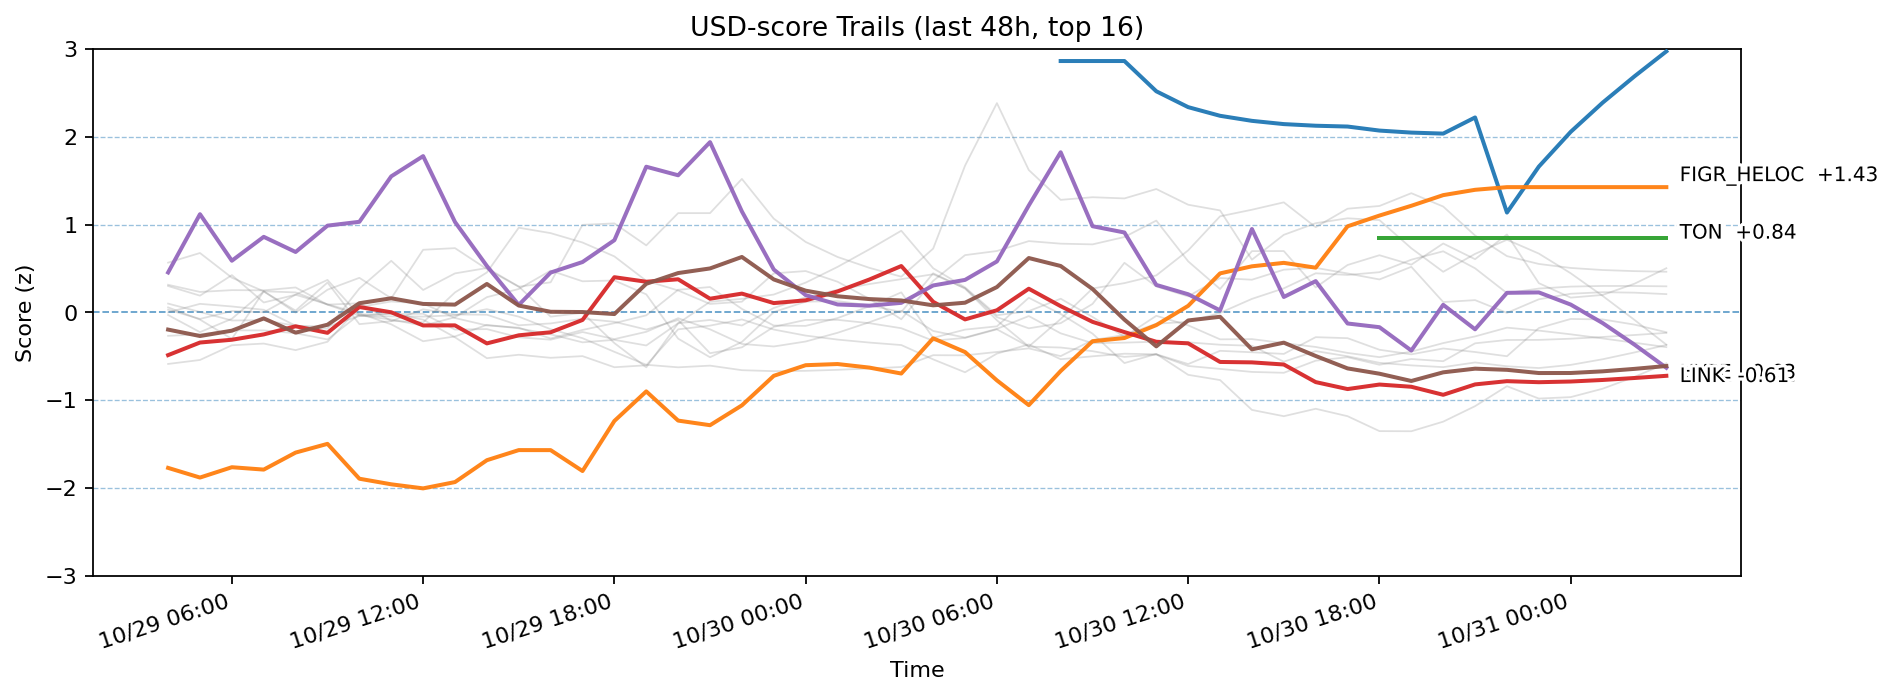 USD-score Trails (last 48h, top 16)
Score (z)
3
2
1
0
−1
−2
−3
FIGR_HELOC +1.43
TON +0.84
LINK -0.61
10/29 06:00
10/29 12:00
10/29 18:00
10/30 00:00
10/30 06:00
10/30 12:00
10/30 18:00
10/31 00:00
Time